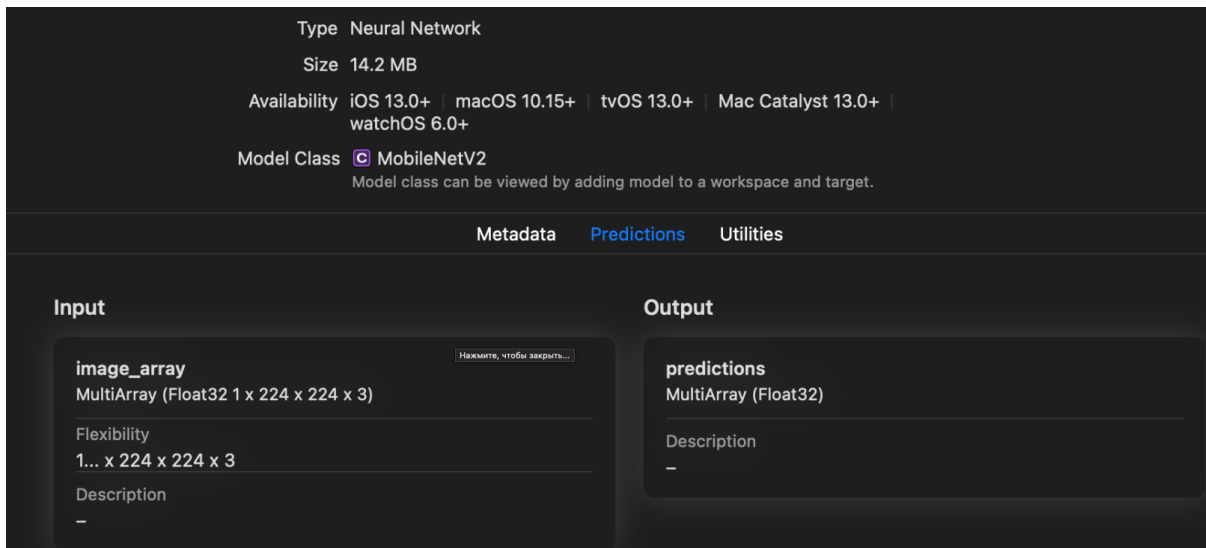 Type Neural Network
Size 14.2 MB
Availability iOS 13.0+ | macOS 10.15+ | tvOS 13.0+ | Mac Catalyst 13.0+ |
watchOS 6.0+
Model Class C MobileNetV2
Model class can be viewed by adding model to a workspace and target.
Metadata Predictions Utilities
Input
image_array
Нажмите, чтобы закрыть...
MultiArray (Float32 1 x 224 x 224 x 3)
Flexibility
1... x 224 x 224 x 3
Description
–
Output
predictions
MultiArray (Float32)
Description
–